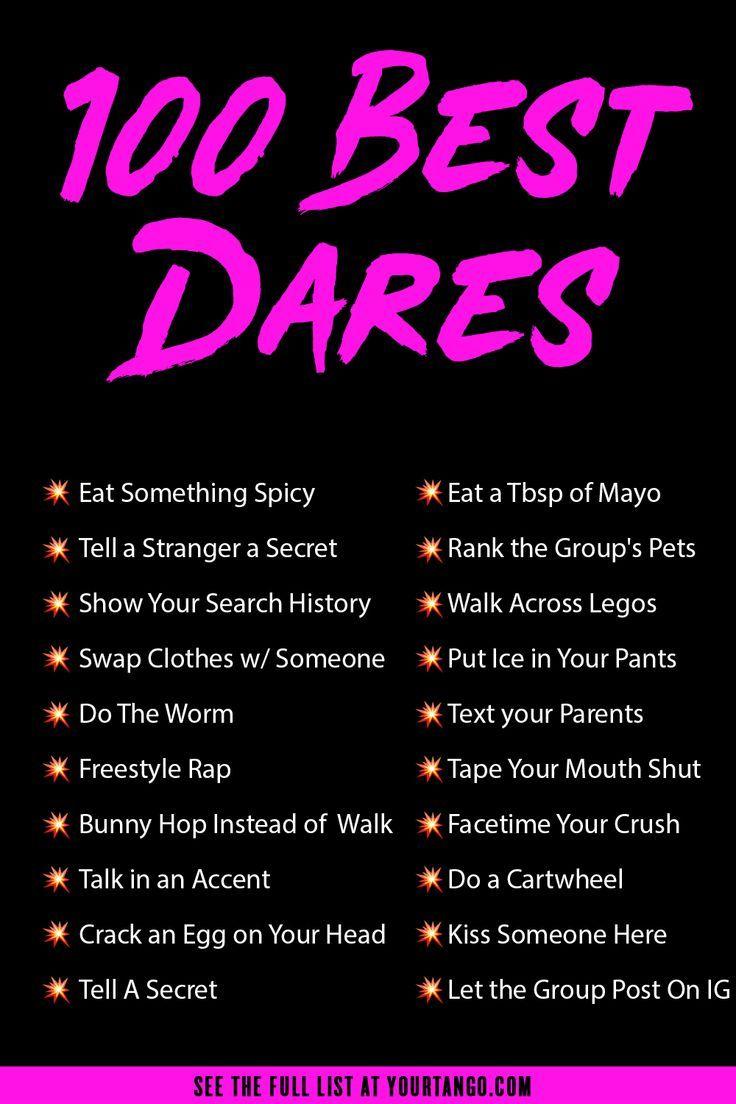 100 Best
Dares
Eat Something Spicy
Tell a Stranger a Secret
Show Your Search History
Swap Clothes w/ Someone
Do The Worm
Freestyle Rap
Bunny Hop Instead of Walk
Talk in an Accent
Crack an Egg on Your Head
Tell A Secret
Eat a Tbsp of Mayo
Rank the Group's Pets
Walk Across Legos
Put Ice in Your Pants
Text your Parents
Tape Your Mouth Shut
Facetime Your Crush
Do a Cartwheel
Kiss Someone Here
Let the Group Post On IG
SEE THE FULL LIST AT YOURTANGO.COM